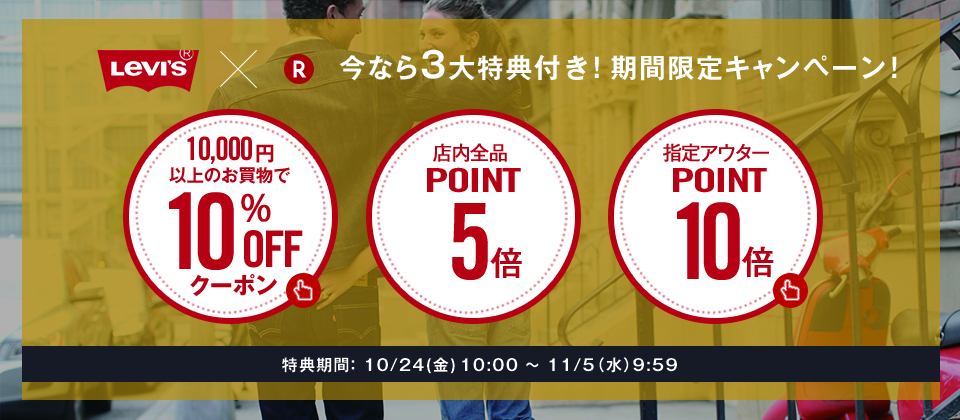 LEVI'S® × R 今なら3大特典付き！期間限定キャンペーン！
10,000円
以上のお買物で
10%OFF
クーポン
店内全品
POINT
5倍
指定アウター
POINT
10倍
特典期間： 10/24(金)10:00 ～ 11/5（水）9:59